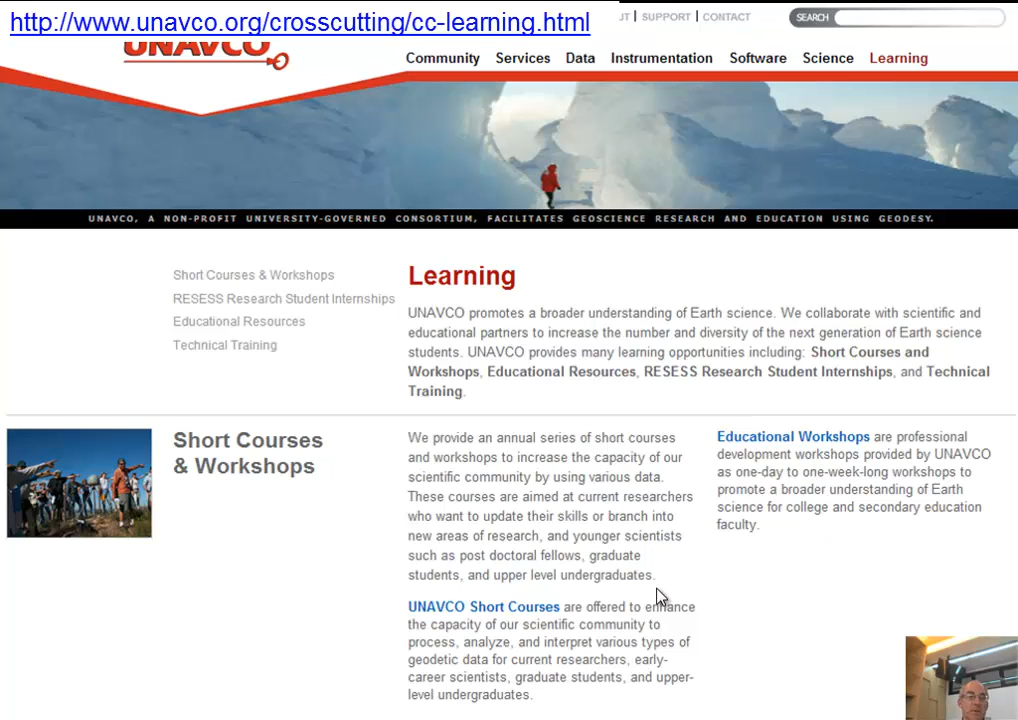 http://www.unavco.org/crosscutting/cc-learning.html
SUPPORT | CONTACT
SEARCH
UNAVCO
Community Services Data Instrumentation Software Science Learning
UNAVCO, A NON-PROFIT UNIVERSITY-GOVERNED CONSORTIUM, FACILITATES GEOSCIENCE RESEARCH AND EDUCATION USING GEODESY.
Short Courses & Workshops
RESESS Research Student Internships
Educational Resources
Technical Training
Learning
UNAVCO promotes a broader understanding of Earth science. We collaborate with scientific and
educational partners to increase the number and diversity of the next generation of Earth science
students. UNAVCO provides many learning opportunities including: Short Courses and
Workshops, Educational Resources, RESESS Research Student Internships, and Technical
Training.
Short Courses
& Workshops
We provide an annual series of short courses
and workshops to increase the capacity of our
scientific community by using various data.
These courses are aimed at current researchers
who want to update their skills or branch into
new areas of research, and younger scientists
such as post doctoral fellows, graduate
students, and upper level undergraduates.
UNAVCO Short Courses are offered to enhance
the capacity of our scientific community to
process, analyze, and interpret various types of
geodetic data for current researchers, early-
career scientists, graduate students, and upper-
level undergraduates.
Educational Workshops are professional
development workshops provided by UNAVCO
as one-day to one-week-long workshops to
promote a broader understanding of Earth
science for college and secondary education
faculty.